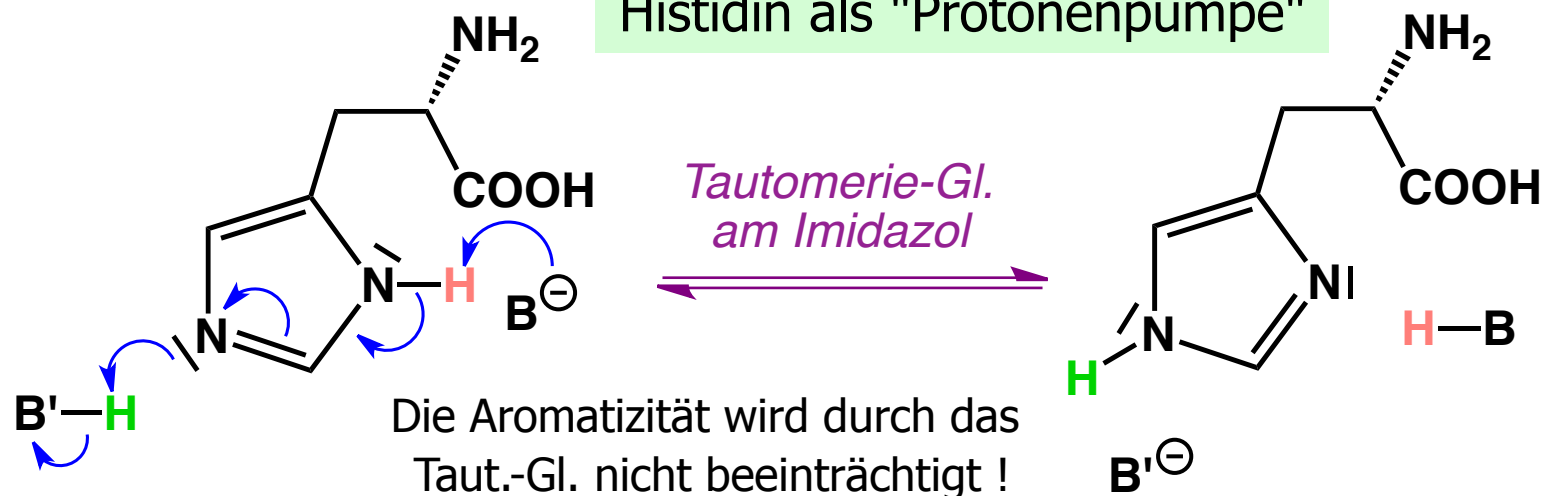 Histidin als "Protonenpumpe"
NH2
NH2
COOH
COOH
Tautomerie-Gl.
am Imidazol
N–H
B⊖
N
NI
H–B
N
H
B'–H
Die Aromatizität wird durch das
Taut.-Gl. nicht beeinträchtigt !
B'⊖